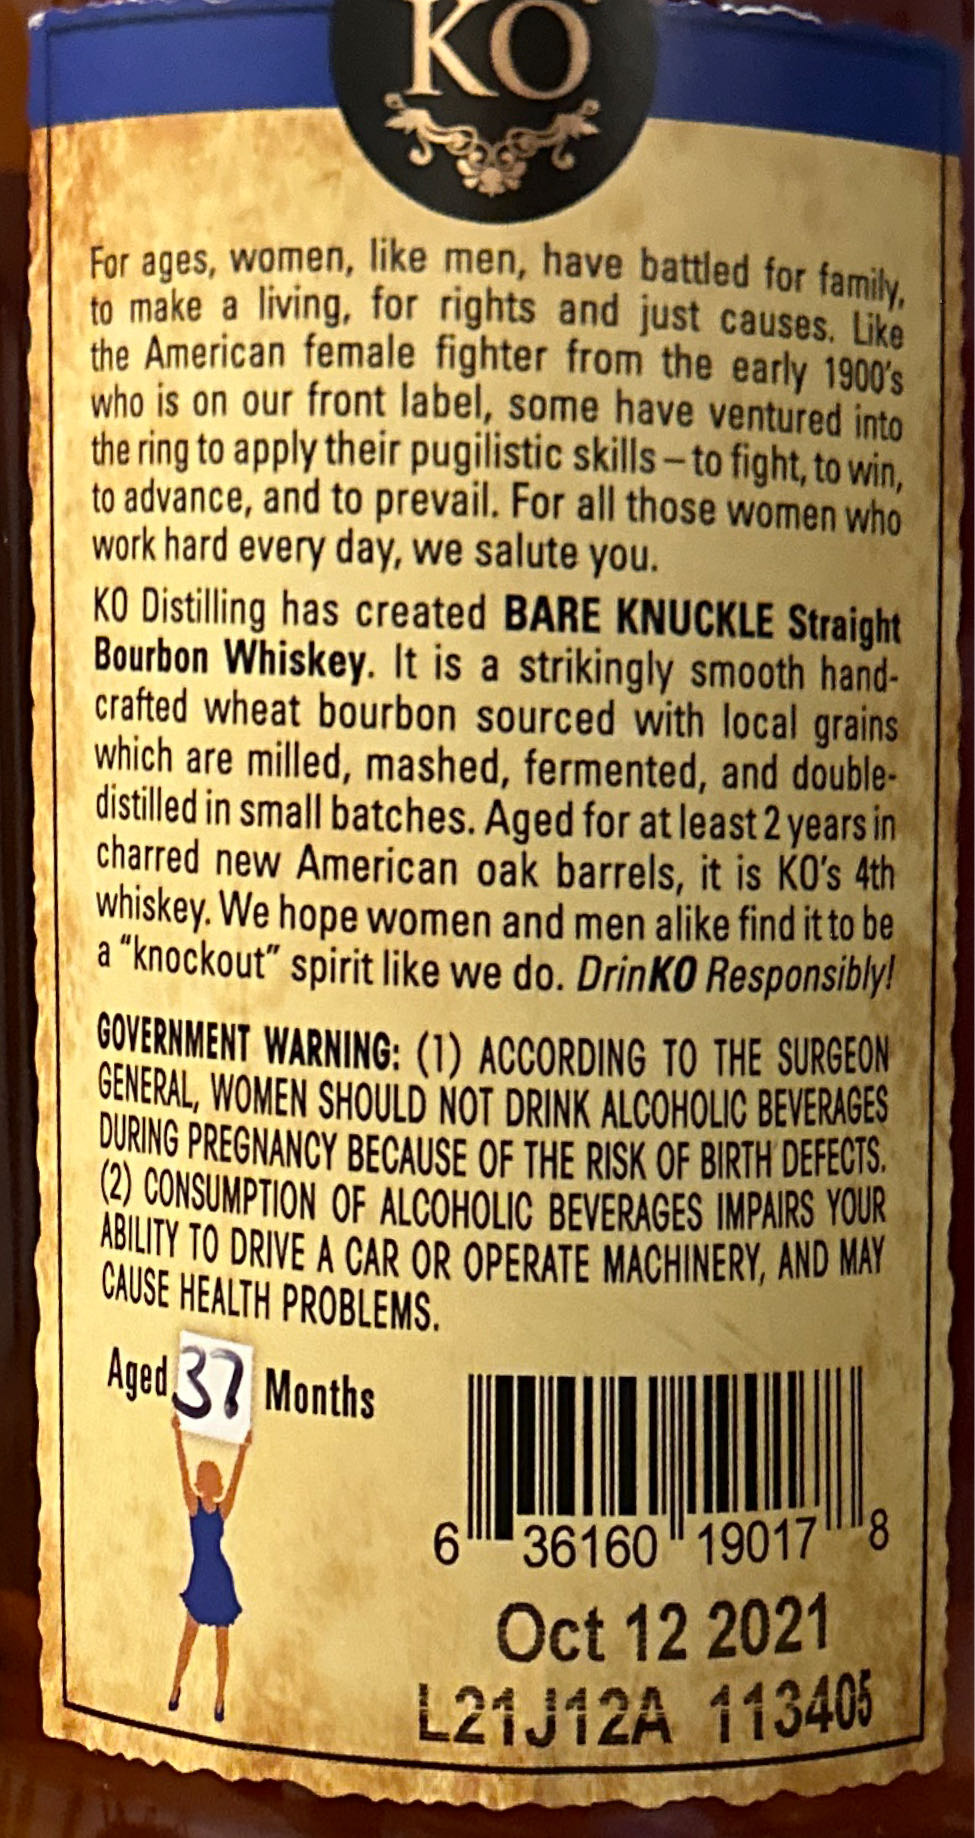 KO
For ages, women, like men, have battled for family,
to make a living, for rights and just causes. Like
the American female fighter from the early 1900's
who is on our front label, some have ventured into
the ring to apply their pugilistic skills – to fight, to win,
to advance, and to prevail. For all those women who
work hard every day, we salute you.
KO Distilling has created BARE KNUCKLE Straight
Bourbon Whiskey. It is a strikingly smooth hand-
crafted wheat bourbon sourced with local grains
which are milled, mashed, fermented, and double-
distilled in small batches. Aged for at least 2 years in
charred new American oak barrels, it is KO's 4th
whiskey. We hope women and men alike find it to be
a “knockout” spirit like we do. DrinKO Responsibly!
GOVERNMENT WARNING: (1) ACCORDING TO THE SURGEON
GENERAL, WOMEN SHOULD NOT DRINK ALCOHOLIC BEVERAGES
DURING PREGNANCY BECAUSE OF THE RISK OF BIRTH DEFECTS.
(2) CONSUMPTION OF ALCOHOLIC BEVERAGES IMPAIRS YOUR
ABILITY TO DRIVE A CAR OR OPERATE MACHINERY, AND MAY
CAUSE HEALTH PROBLEMS.
Aged 37 Months
6 36160 19017 8
Oct 12 2021
L21J12A 113405